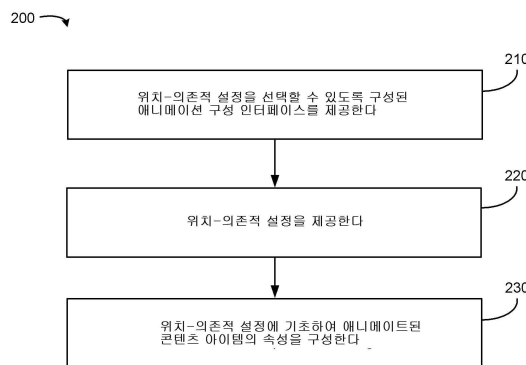 200
210
위치-의존적 설정을 선택할 수 있도록 구성된
애니메이션 구성 인터페이스를 제공한다
220
위치-의존적 설정을 제공한다
230
위치-의존적 설정에 기초하여 애니메이트된
콘텐츠 아이템의 속성을 구성한다